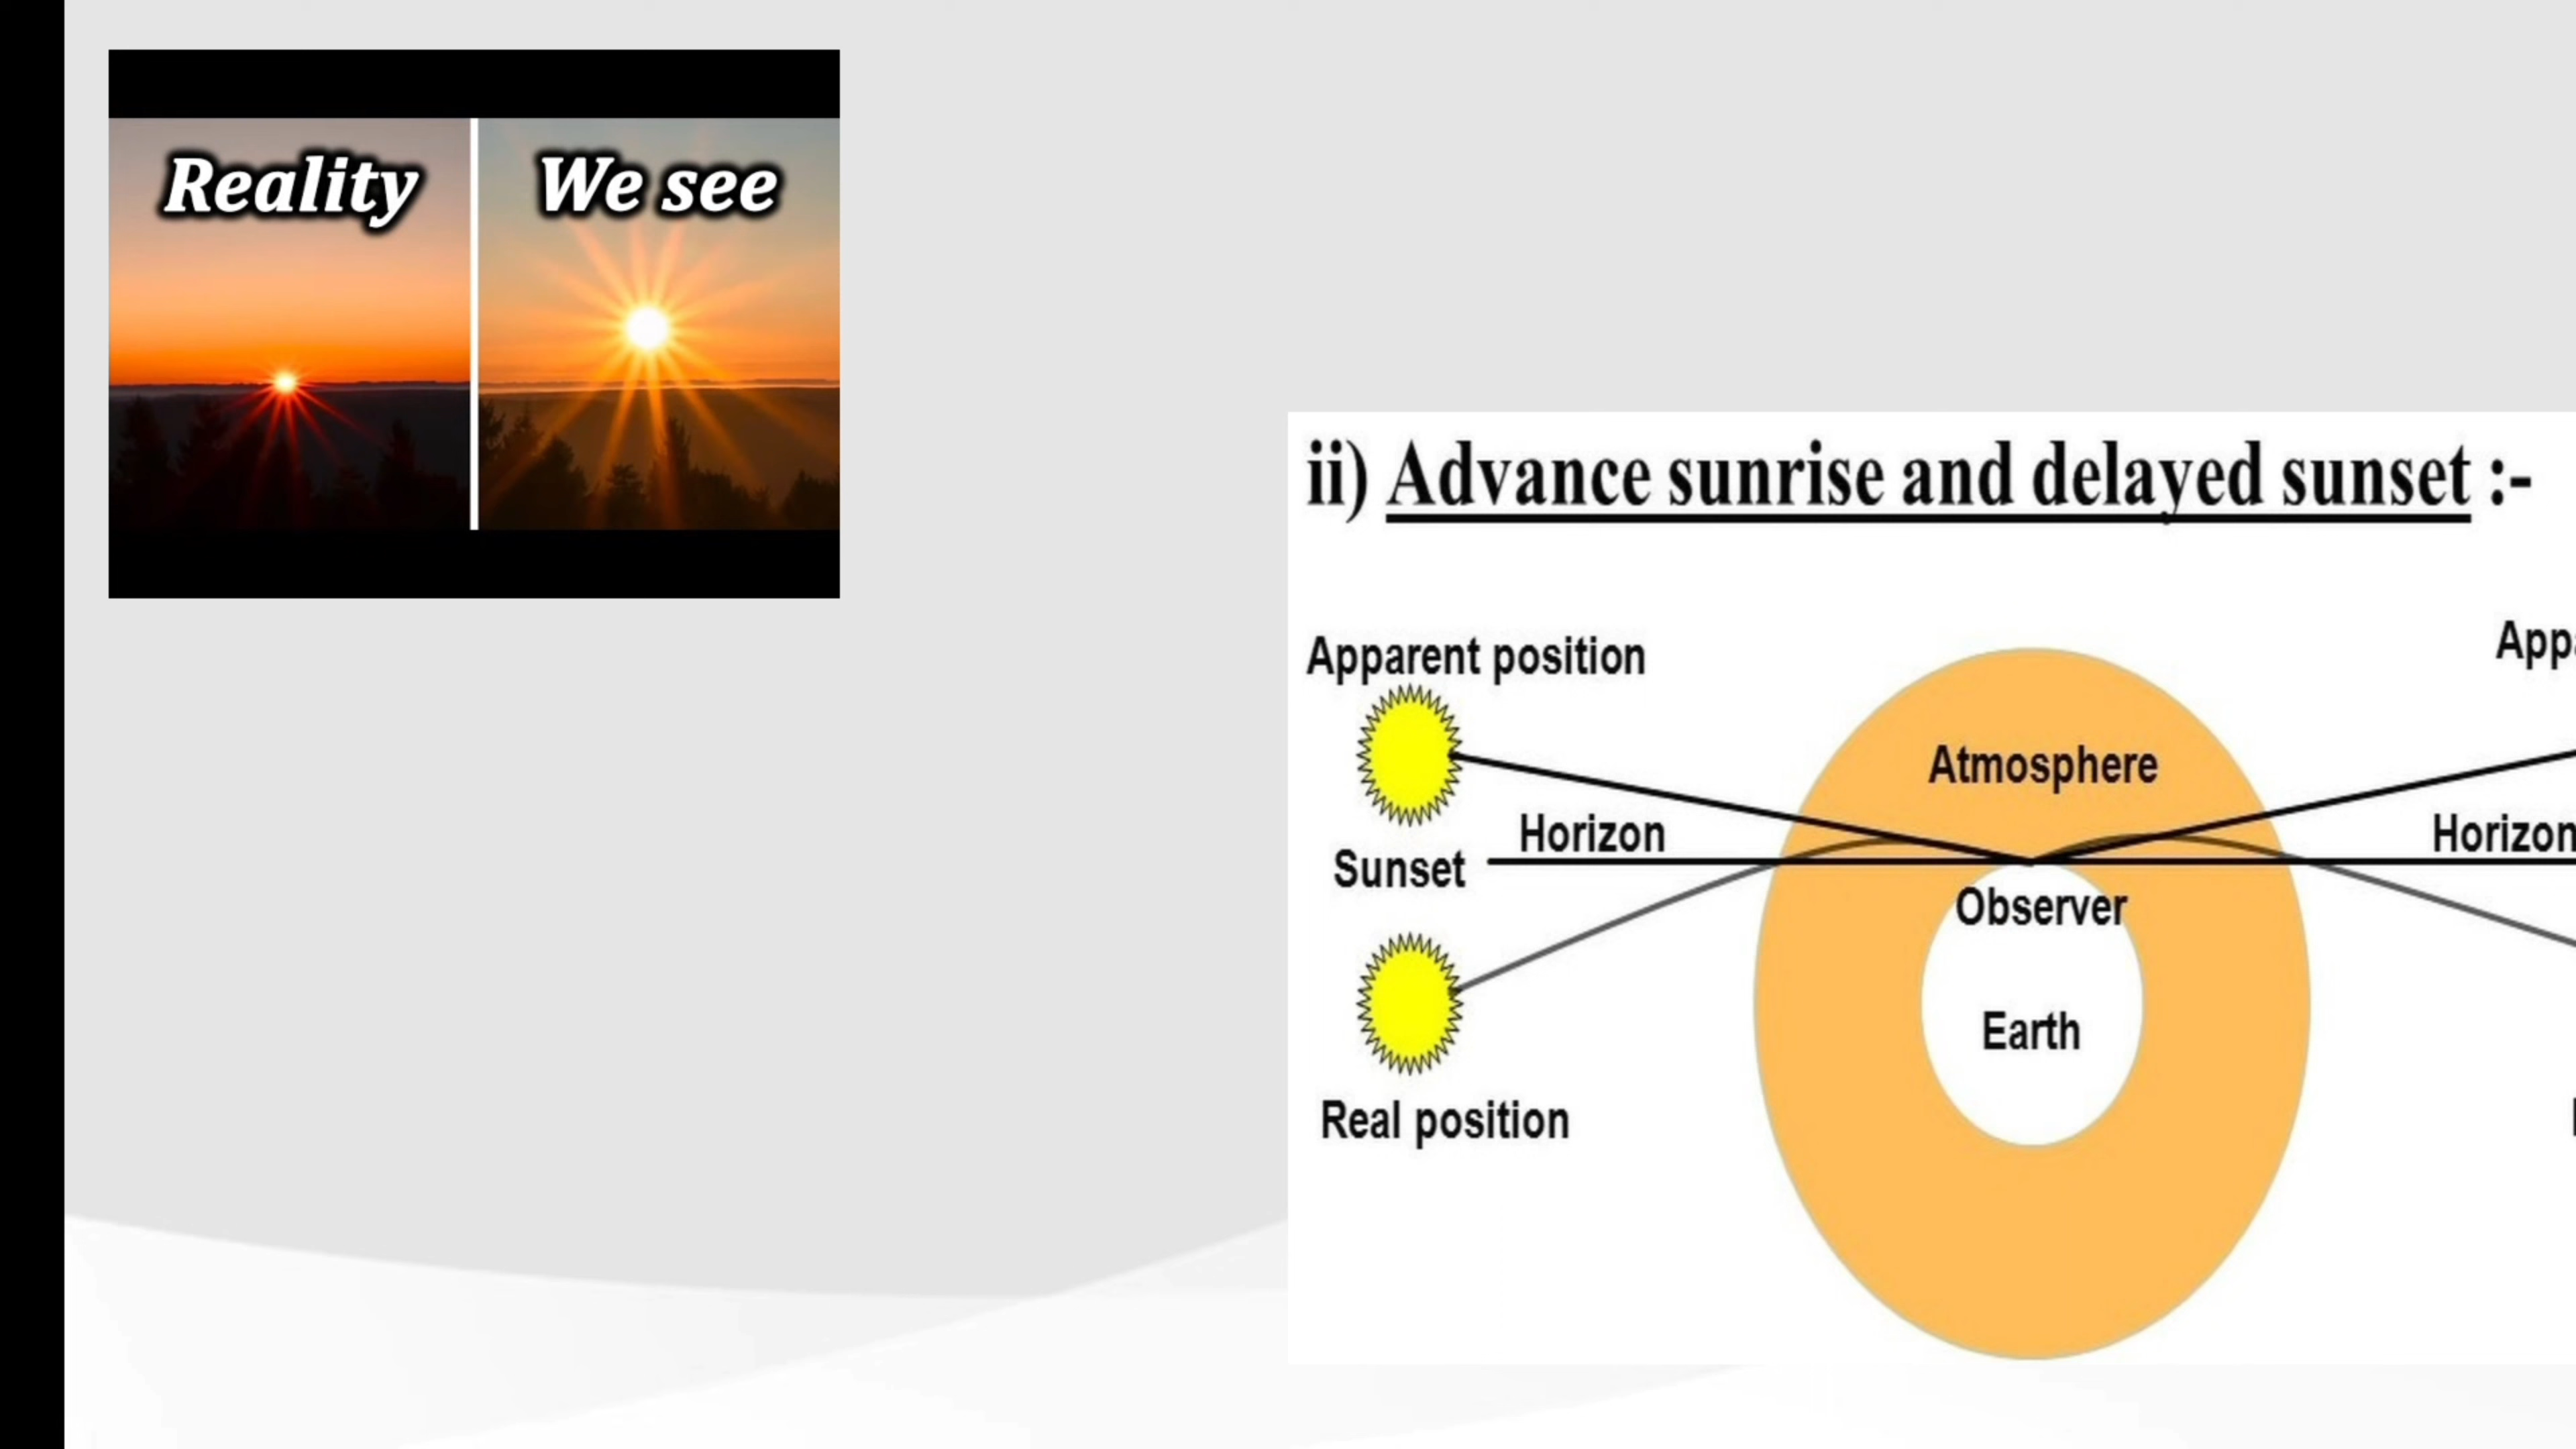 Reality
We see
ii) Advance sunrise and delayed sunset :-
Apparent position
Atmosphere
Horizon
Horizon
Sunset
Observer
Earth
Real position